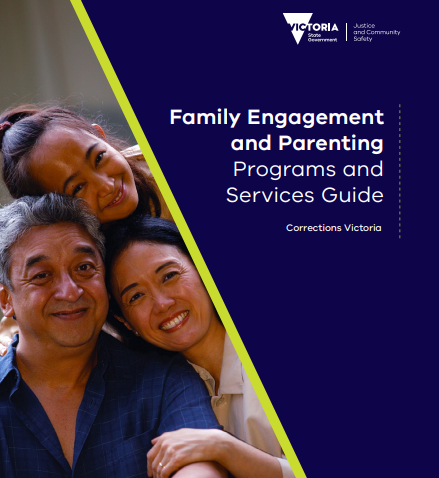 VICTORIA
State
Government
Justice
and Community
Safety
Family Engagement
and Parenting
Programs and
Services Guide
Corrections Victoria